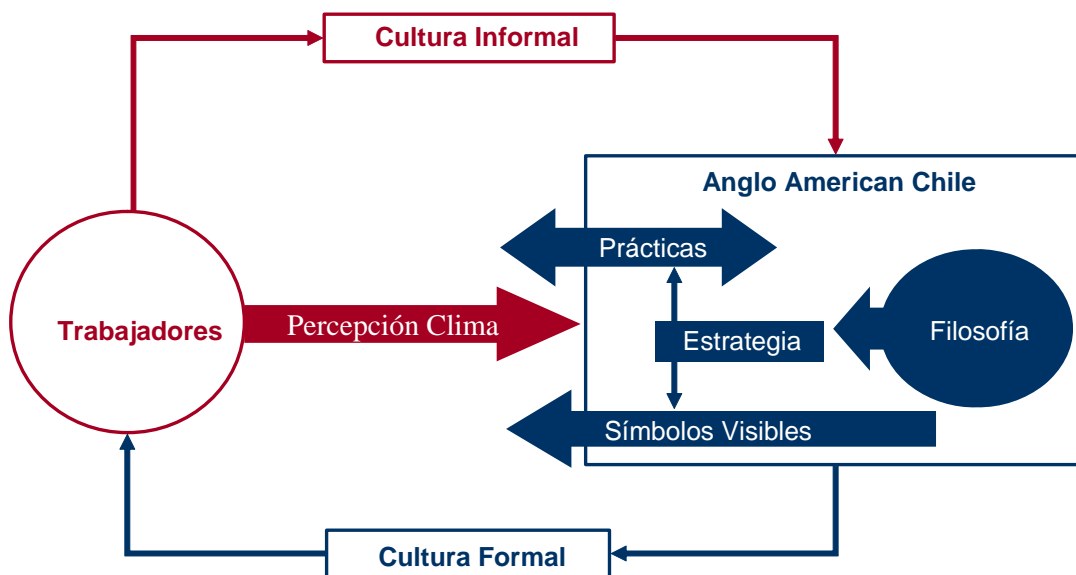 Cultura Informal
Anglo American Chile
Prácticas
Trabajadores
Percepción Clima
Estrategia
Filosofía
Símbolos Visibles
Cultura Formal